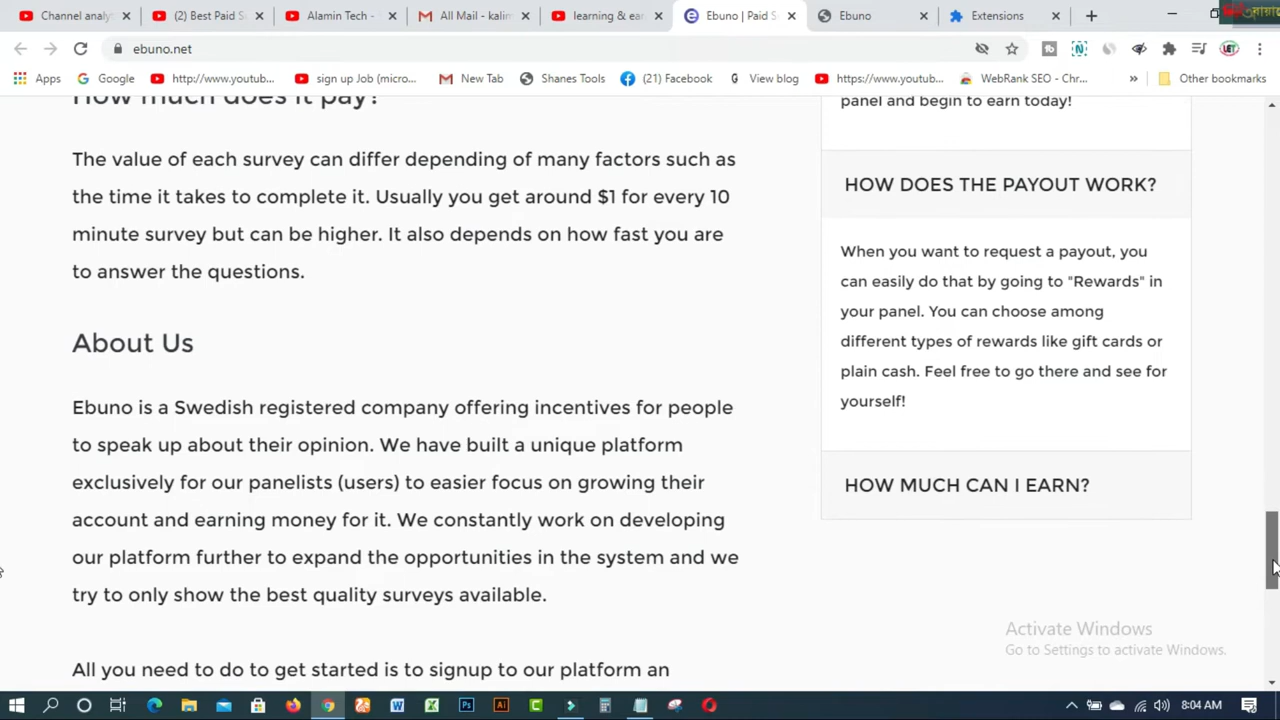 Channel analyt
(2) Best Paid S
Alamin Tech -
All Mail - kalim
learning & ea
Ebuno | Paid S
Ebuno
Extensions
ebuno.net
Apps
Google
http://www.youtub...
sign up Job (micro...
New Tab
Shanes Tools
(21) Facebook
View blog
https://www.youtub...
WebRank SEO - Chr...
Other bookmarks
How much does it pay?
The value of each survey can differ depending of many factors such as
the time it takes to complete it. Usually you get around $1 for every 10
minute survey but can be higher. It also depends on how fast you are
to answer the questions.
About Us
Ebuno is a Swedish registered company offering incentives for people
to speak up about their opinion. We have built a unique platform
exclusively for our panelists (users) to easier focus on growing their
account and earning money for it. We constantly work on developing
our platform further to expand the opportunities in the system and we
try to only show the best quality surveys available.
All you need to do to get started is to signup to our platform an
panel and begin to earn today!
HOW DOES THE PAYOUT WORK?
When you want to request a payout, you
can easily do that by going to "Rewards" in
your panel. You can choose among
different types of rewards like gift cards or
plain cash. Feel free to go there and see for
yourself!
HOW MUCH CAN I EARN?
Activate Windows
Go to Settings to activate Windows.
8:04 AM